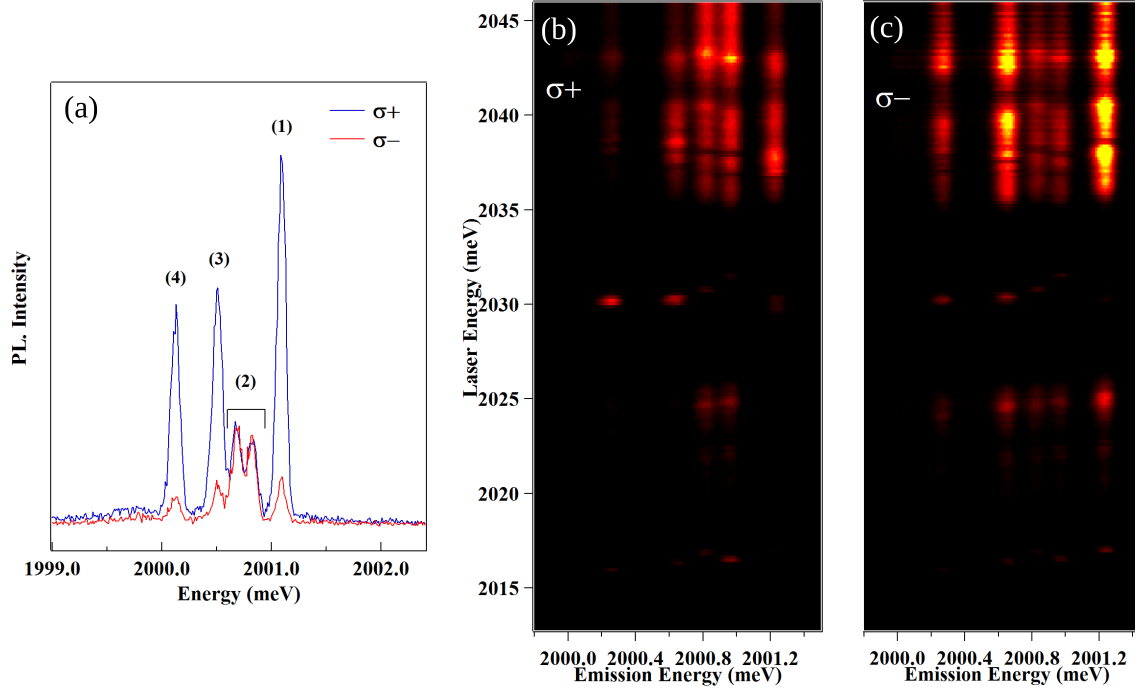 (a)
σ+
σ−
(1)
(3)
(4)
(2)
PL. Intensity
1999.0 2000.0 2001.0 2002.0
Energy (meV)
(b)
σ+
2045
2040
2035
2030
2025
2020
2015
Laser Energy (meV)
2000.0 2000.4 2000.8 2001.2
Emission Energy (meV)
(c)
σ−
2000.0 2000.4 2000.8 2001.2
Emission Energy (meV)